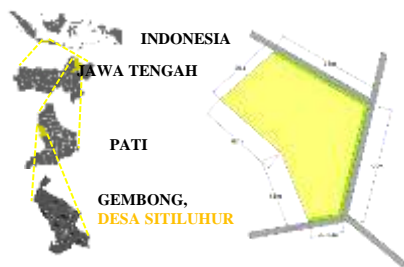 INDONESIA
JAWA TENGAH
PATI
GEMBONG,
DESA SITILUHUR